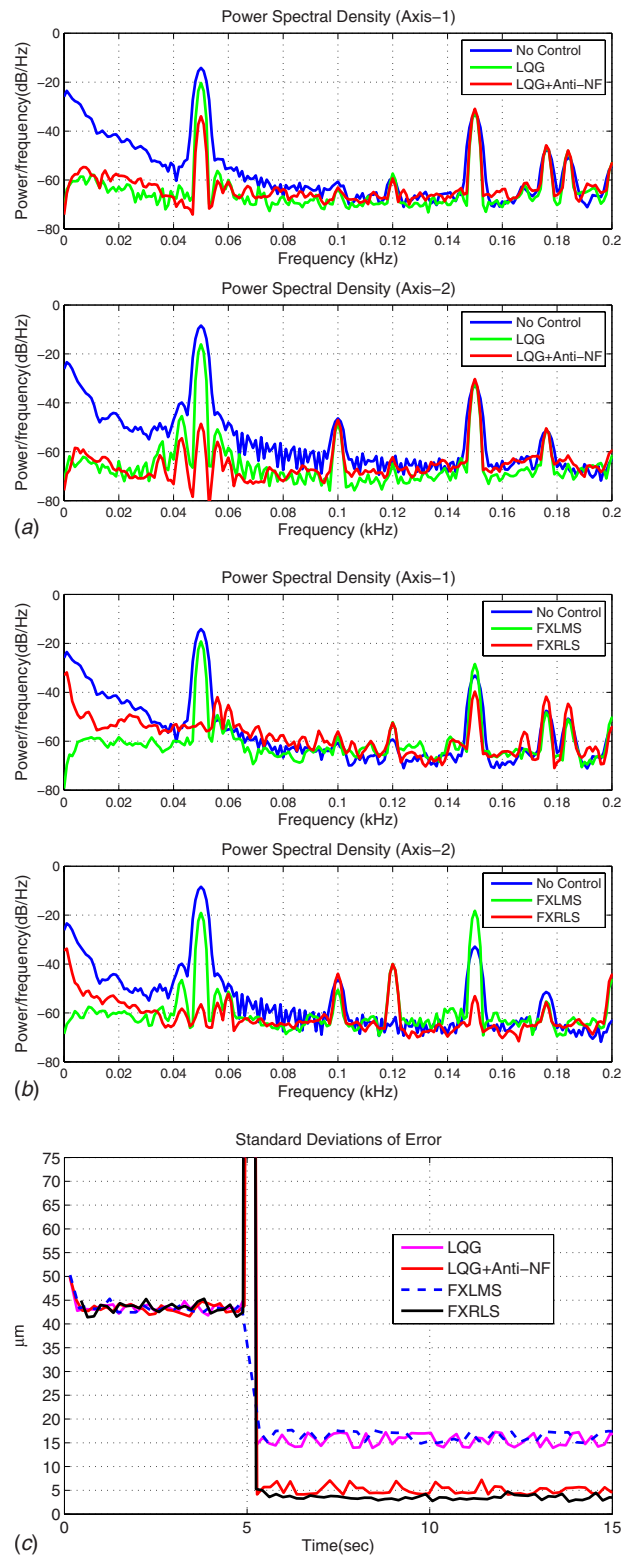 Power Spectral Density (Axis−1)
Power/frequency(dB/Hz)
0
−20
−40
−60
−80
No Control
LQG
LQG+Anti−NF
0 0.02 0.04 0.06 0.08 0.1 0.12 0.14 0.16 0.18 0.2
Frequency (kHz)
Power Spectral Density (Axis−2)
Power/frequency(dB/Hz)
0
−20
−40
−60
−80
No Control
LQG
LQG+Anti−NF
0 0.02 0.04 0.06 0.08 0.1 0.12 0.14 0.16 0.18 0.2
Frequency (kHz)
(a)
Power Spectral Density (Axis−1)
Power/frequency(dB/Hz)
0
−20
−40
−60
−80
No Control
FXLMS
FXRLS
0 0.02 0.04 0.06 0.08 0.1 0.12 0.14 0.16 0.18 0.2
Frequency (kHz)
Power Spectral Density (Axis−2)
Power/frequency(dB/Hz)
0
−20
−40
−60
−80
No Control
FXLMS
FXRLS
0 0.02 0.04 0.06 0.08 0.1 0.12 0.14 0.16 0.18 0.2
Frequency (kHz)
(b)
Standard Deviations of Error
µm
75
70
65
60
55
50
45
40
35
30
25
20
15
10
5
0
LQG
LQG+Anti−NF
FXLMS
FXRLS
0 5 10 15
Time(sec)
(c)